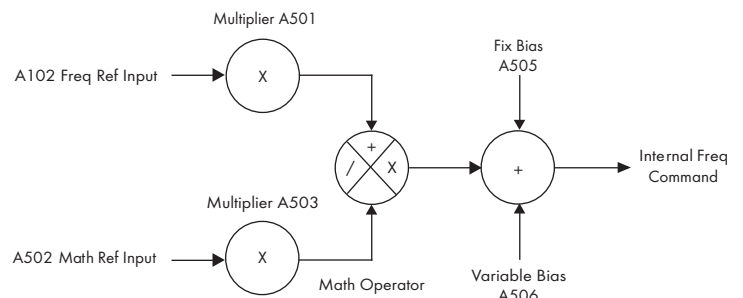 Multiplier A501
Fix Bias
A505
A102 Freq Ref Input
X
+
/
X
+
Internal Freq
Command
Multiplier A503
A502 Math Ref Input
X
Math Operator
Variable Bias
A506